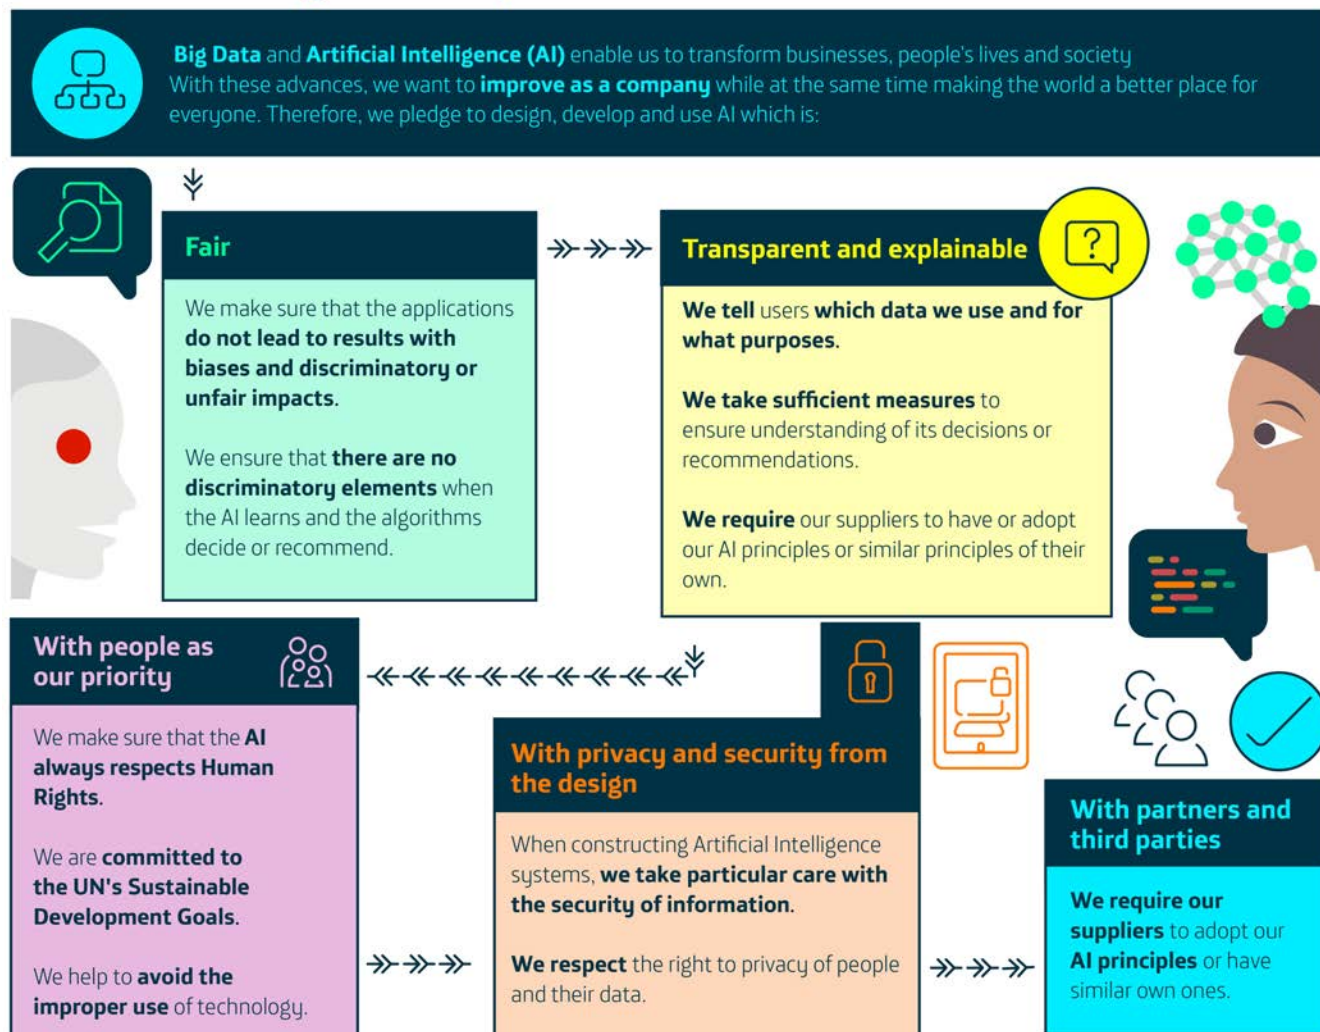 Big Data and Artificial Intelligence (AI) enable us to transform businesses, people's lives and society
With these advances, we want to improve as a company while at the same time making the world a better place for
everyone. Therefore, we pledge to design, develop and use AI which is:
Fair
We make sure that the applications
do not lead to results with
biases and discriminatory or
unfair impacts.
We ensure that there are no
discriminatory elements when
the AI learns and the algorithms
decide or recommend.
Transparent and explainable
?
We tell users which data we use and for
what purposes.
We take sufficient measures to
ensure understanding of its decisions or
recommendations.
We require our suppliers to have or adopt
our AI principles or similar principles of their
own.
With people as
our priority
We make sure that the AI
always respects Human
Rights.
We are committed to
the UN's Sustainable
Development Goals.
We help to avoid the
improper use of technology.
With privacy and security from
the design
When constructing Artificial Intelligence
systems, we take particular care with
the security of information.
We respect the right to privacy of people
and their data.
With partners and
third parties
We require our
suppliers to adopt our
AI principles or have
similar own ones.